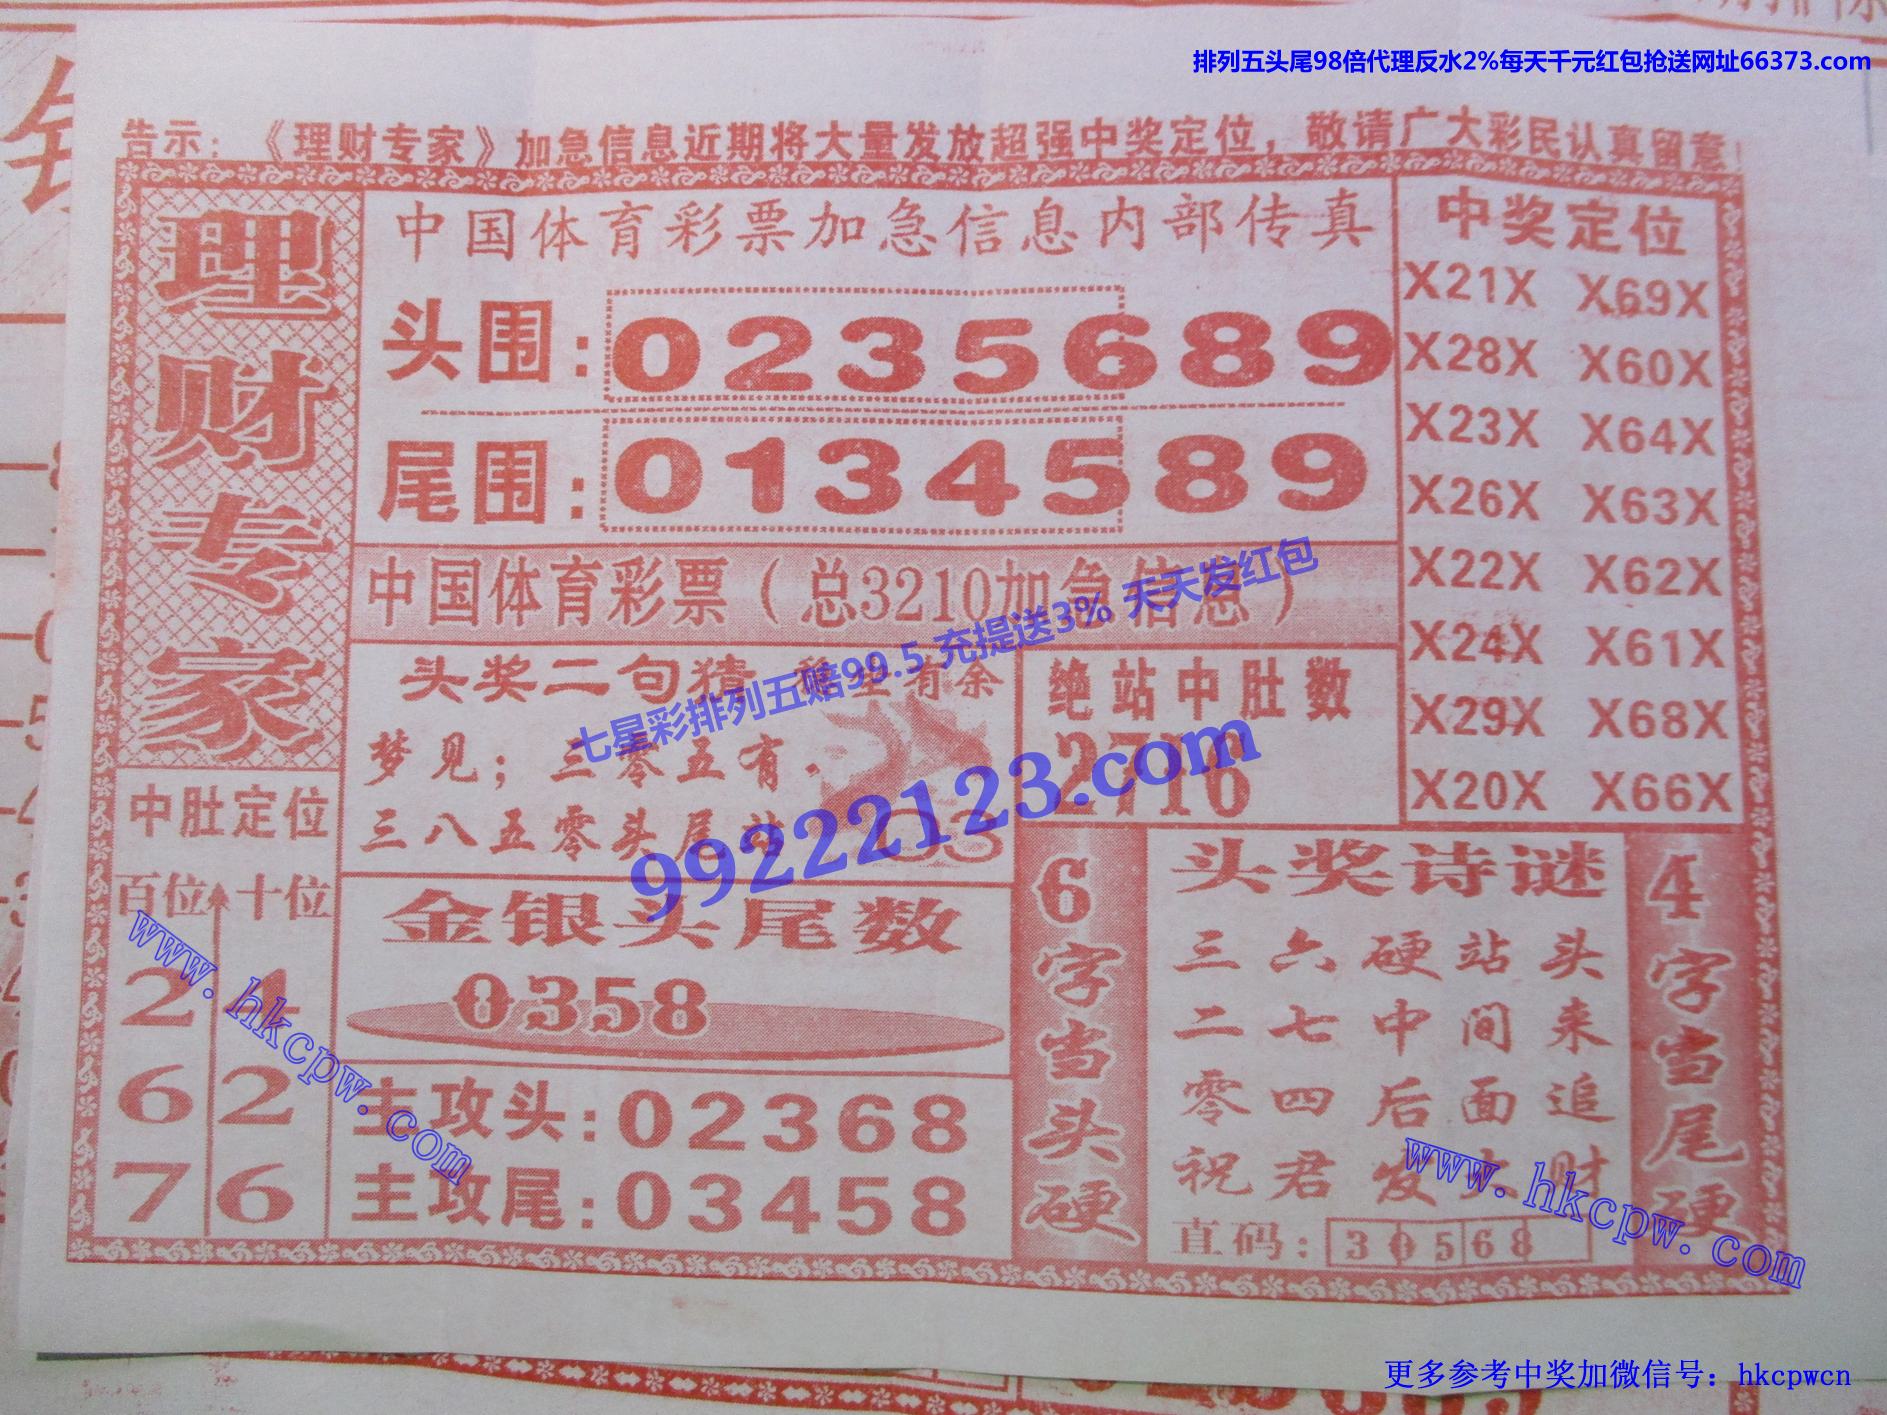 排列五头尾98倍代理反水2%每天千元红包抢送网址66373.com
告示：《理财专家》加急信息近期将大量发放超强中奖定位，敬请广大彩民认真留意！
理财专家
中国体育彩票加急信息内部传真
头围：0235689
尾围：0134589
中奖定位
X21X X69X
X28X X60X
X23X X64X
X26X X63X
X22X X62X
X24X X61X
X29X X68X
X20X X66X
中国体育彩票（总3210加急信息）
七星彩排列五赔99.5 充提送3% 天天发红包
99222123.com
头奖二句猜
有余
梦见；三零五有，
三八五零头尾站
绝站中肚数
2716
中肚定位
百位 十位
2 4
6 2
7 6
金银头尾数
0358
主攻头：02368
主攻尾：03458
6字当头硬
头奖诗谜
三六硬站头
二七中间来
零四后面追
祝君发大财
直码：30568
4字当尾硬
www.hkcpw.com
www.hkcpw.com
更多参考中奖加微信号：hkcpwcn